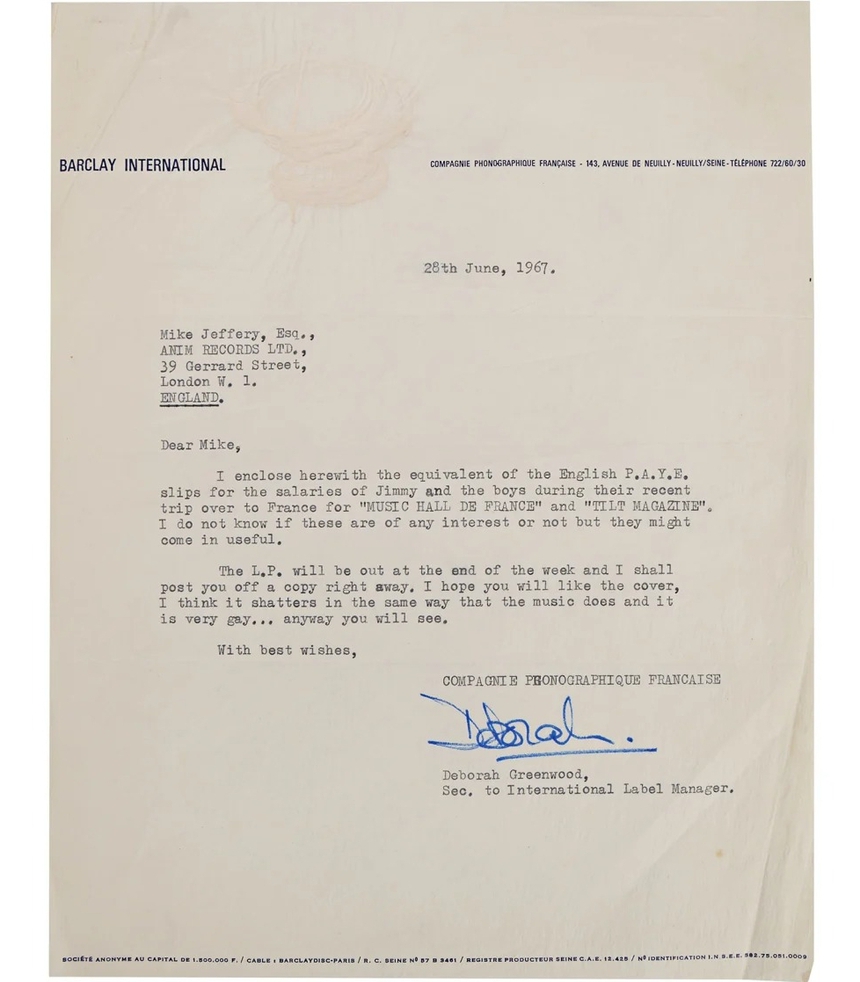 BARCLAY INTERNATIONAL
COMPAGNIE PHONOGRAPHIQUE FRANÇAISE - 143, AVENUE DE NEUILLY - NEUILLY/SEINE - TÉLÉPHONE 722/60/30
28th June, 1967.
Mike Jeffery, Esq.,
ANIM RECORDS LTD.,
39 Gerrard Street,
London W. 1.
ENGLAND.
Dear Mike,
I enclose herewith the equivalent of the English P.A.Y.E.
slips for the salaries of Jimmy and the boys during their recent
trip over to France for "MUSIC HALL DE FRANCE" and "TILT MAGAZINE".
I do not know if these are of any interest or not but they might
come in useful.
The L.P. will be out at the end of the week and I shall
post you off a copy right away. I hope you will like the cover,
I think it shatters in the same way that the music does and it
is very gay... anyway you will see.
With best wishes,
COMPAGNIE PHONOGRAPHIQUE FRANCAISE
Deborah.
Deborah Greenwood,
Sec. to International Label Manager.
SOCIÉTÉ ANONYME AU CAPITAL DE 1.500.000 F. / CABLE : BARCLAYDISC-PARIS / R. C. SEINE Nº 57 B 3461 / REGISTRE PRODUCTEUR SEINE C.A.E. 12.425 / Nº IDENTIFICATION I.N S.E.E. 592.75.051.0009